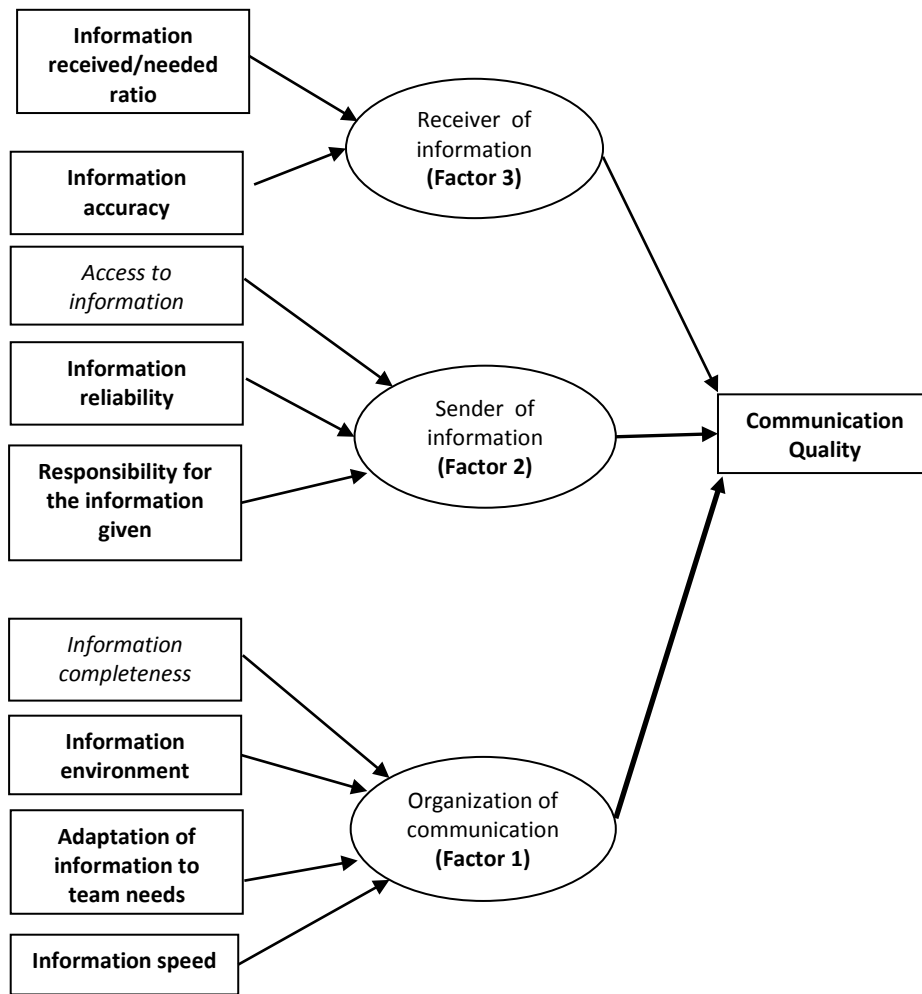 Information
received/needed
ratio
Receiver of
information
(Factor 3)
Information
accuracy
Access to
information
Information
reliability
Sender of
information
(Factor 2)
Communication
Quality
Responsibility for
the information
given
Information
completeness
Information
environment
Organization of
communication
(Factor 1)
Adaptation of
information to
team needs
Information speed